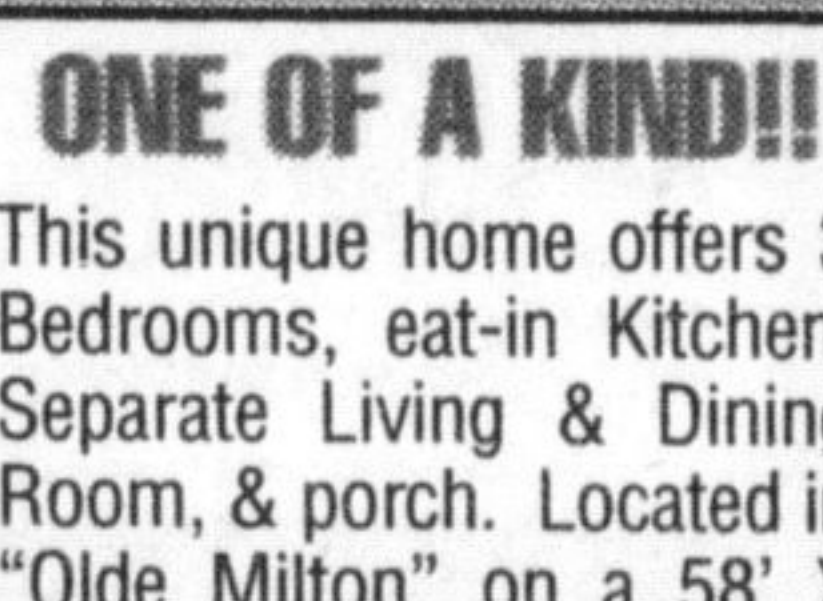 ONE OF A KIND!!
This unique home offers
Bedrooms, eat-in Kitchen
Separate Living & Dining
Room, & porch. Located in
“Olde Milton” on a 58’